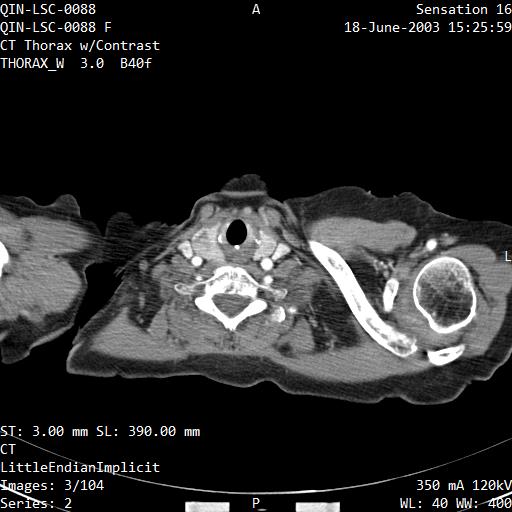 QIN-LSC-0088
A
Sensation 16
QIN-LSC-0088 F
18-June-2003 15:25:59
CT Thorax w/Contrast
THORAX_W 3.0 B40f
L
ST: 3.00 mm SL: 390.00 mm
CT
LittleEndianImplicit
Images: 3/104
350 mA 120kV
Series: 2
P
WL: 40 WW: 400